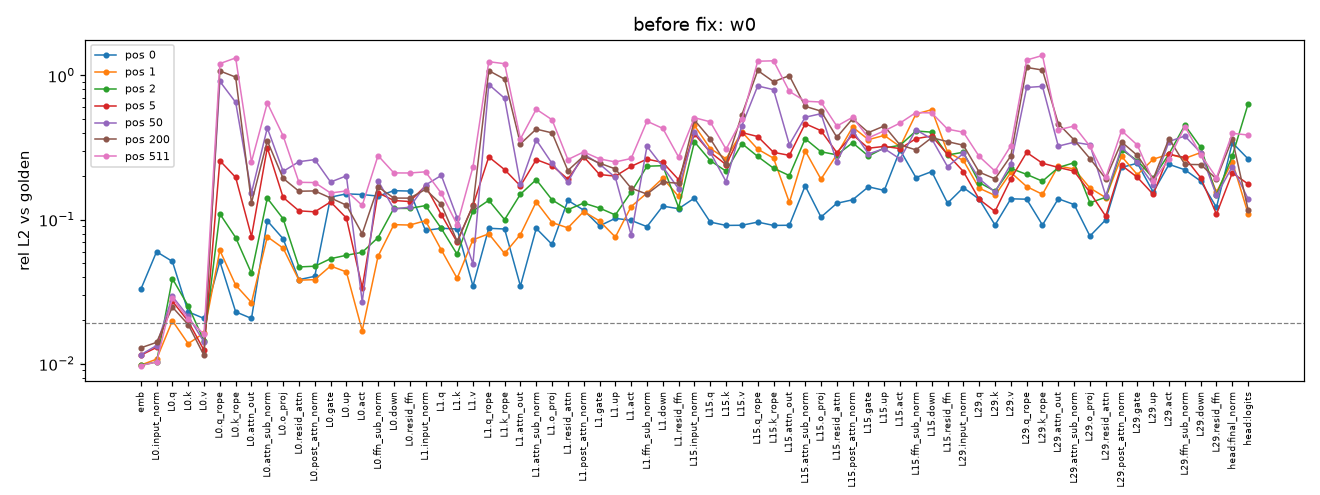 before fix: w0
rel L2 vs golden
10⁰
10⁻¹
10⁻²
pos 0
pos 1
pos 2
pos 5
pos 50
pos 200
pos 511
emb
L0.input_norm
L0.q
L0.k
L0.v
L0.q_rope
L0.k_rope
L0.attn_out
L0.attn_sub_norm
L0.o_proj
L0.resid_attn
L0.post_attn_norm
L0.gate
L0.up
L0.act
L0.ffn_sub_norm
L0.down
L0.resid_ffn
L1.input_norm
L1.q
L1.k
L1.v
L1.q_rope
L1.k_rope
L1.attn_out
L1.attn_sub_norm
L1.o_proj
L1.resid_attn
L1.post_attn_norm
L1.gate
L1.up
L1.act
L1.ffn_sub_norm
L1.down
L1.resid_ffn
L15.input_norm
L15.q
L15.k
L15.v
L15.q_rope
L15.k_rope
L15.attn_out
L15.attn_sub_norm
L15.o_proj
L15.resid_attn
L15.post_attn_norm
L15.gate
L15.up
L15.act
L15.ffn_sub_norm
L15.down
L15.resid_ffn
L29.input_norm
L29.q
L29.k
L29.v
L29.q_rope
L29.k_rope
L29.attn_out
L29.attn_sub_norm
L29.o_proj
L29.resid_attn
L29.post_attn_norm
L29.gate
L29.up
L29.act
L29.ffn_sub_norm
L29.down
L29.resid_ffn
head:final_norm
head:logits